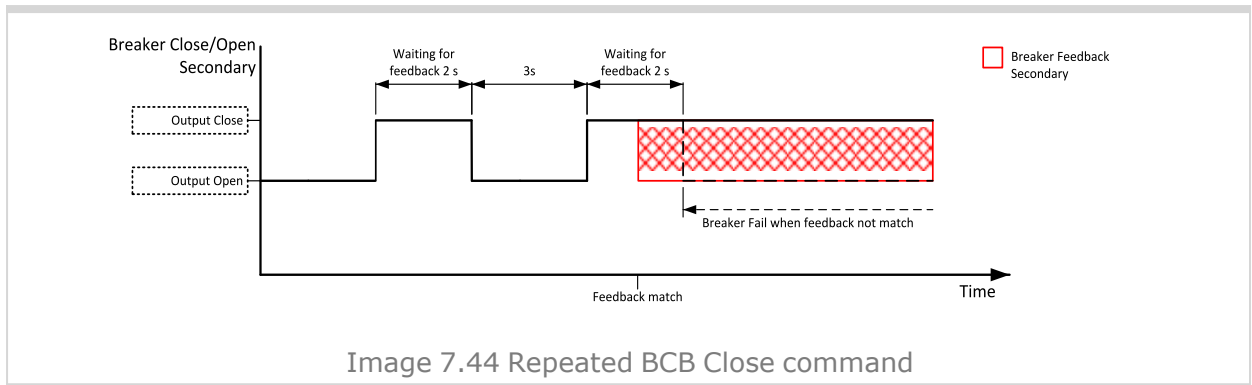 Breaker Close/Open
Secondary
Waiting for
feedback 2 s
3s
Waiting for
feedback 2 s
Breaker Feedback
Secondary
Output Close
Output Open
Breaker Fail when feedback not match
Feedback match
Time
Image 7.44 Repeated BCB Close command